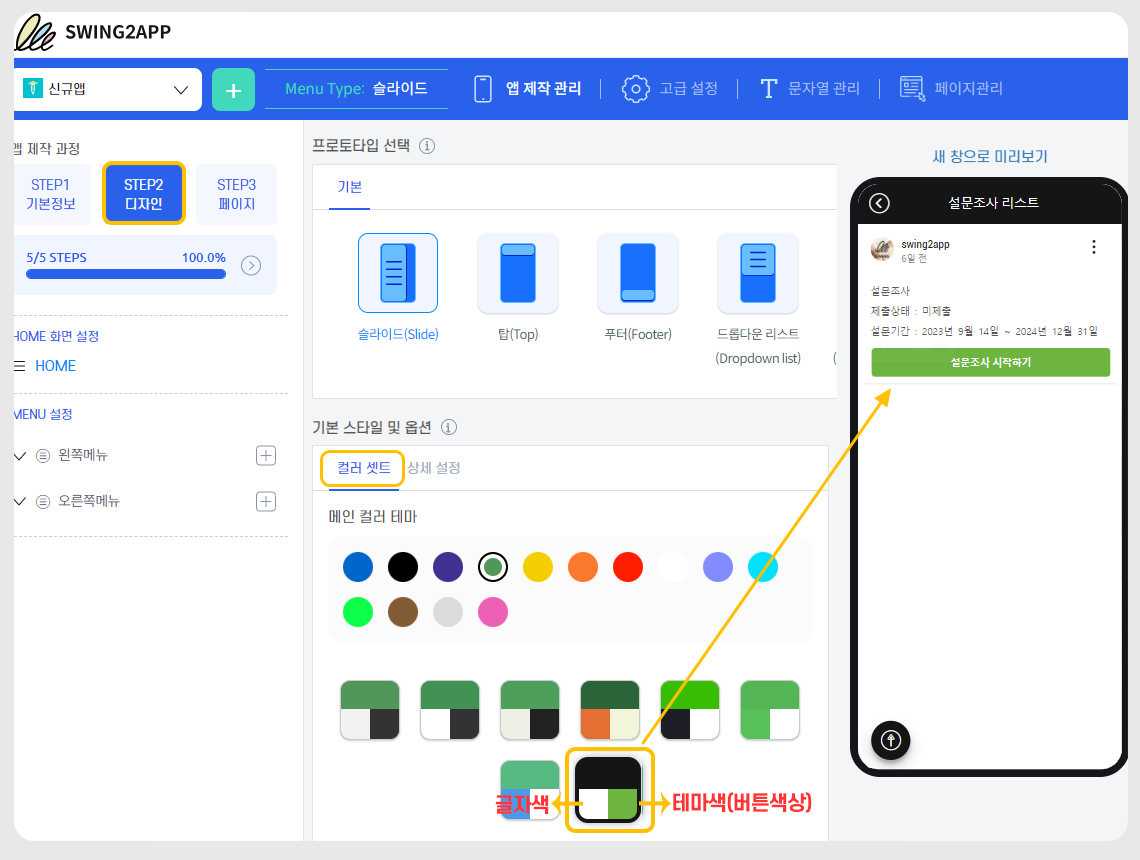 SWING2APP
신규앱
+
Menu Type: 슬라이드
앱 제작 관리
고급 설정
문자열 관리
페이지관리
앱 제작 과정
STEP1
기본정보
STEP2
디자인
STEP3
페이지
5/5 STEPS 100.0%
HOME 화면 설정
HOME
MENU 설정
왼쪽메뉴
오른쪽메뉴
프로토타입 선택
기본
슬라이드(Slide)
탑(Top)
푸터(Footer)
드롭다운 리스트
(Dropdown list)
(
기본 스타일 및 옵션
컬러 셋트
상세 설정
메인 컬러 테마
글자색
테마색(버튼색상)
새 창으로 미리보기
설문조사 리스트
swing2app
6일 전
설문조사
제출상태 : 미제출
설문기간 : 2023년 9월 14일 ~ 2024년 12월 31일
설문조사 시작하기